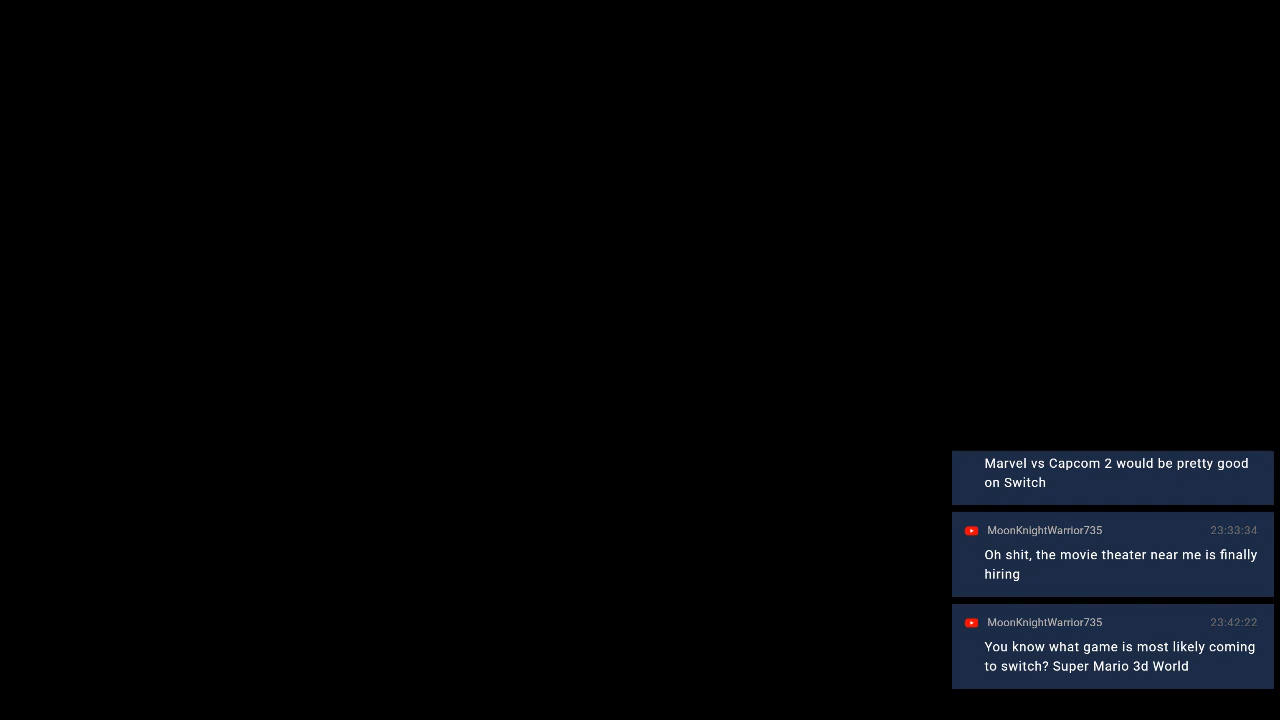 Marvel vs Capcom 2 would be pretty good
on Switch
MoonKnightWarrior735 23:33:34
Oh shit, the movie theater near me is finally
hiring
MoonKnightWarrior735 23:42:22
You know what game is most likely coming
to switch? Super Mario 3d World